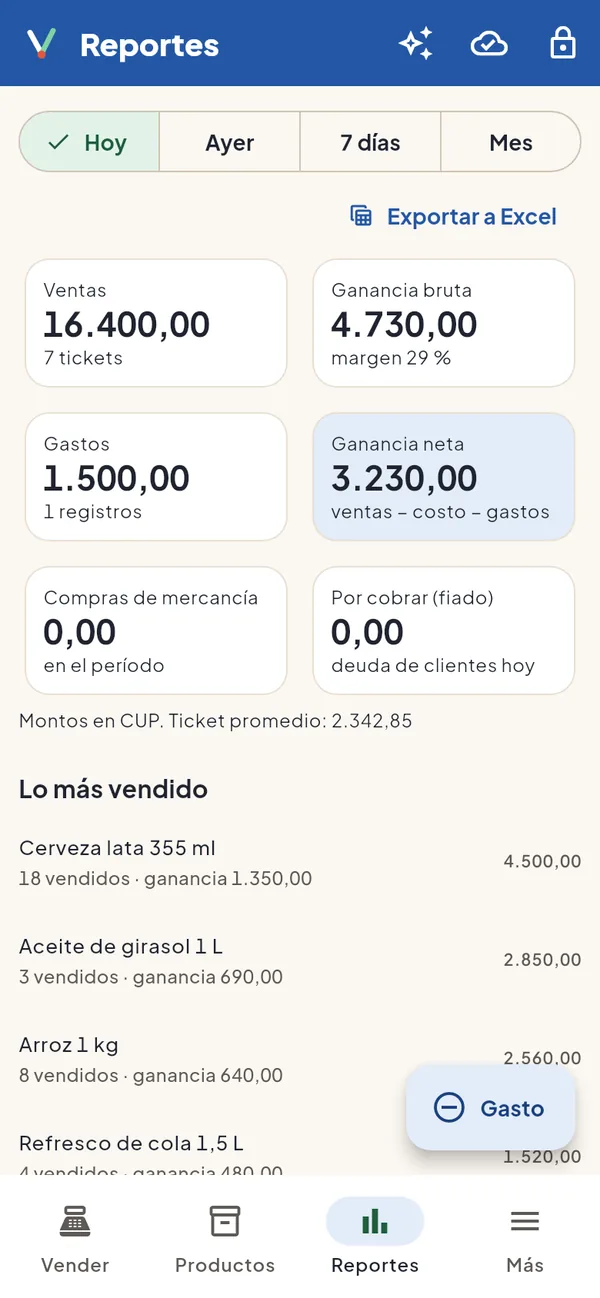 Reportes
Hoy
Ayer
7 días
Mes
Exportar a Excel
Ventas
16.400,00
7 tickets
Ganancia bruta
4.730,00
margen 29 %
Gastos
1.500,00
1 registros
Ganancia neta
3.230,00
ventas – costo – gastos
Compras de mercancía
0,00
en el período
Por cobrar (fiado)
0,00
deuda de clientes hoy
Montos en CUP. Ticket promedio: 2.342,85
Lo más vendido
Cerveza lata 355 ml
18 vendidos · ganancia 1.350,00
4.500,00
Aceite de girasol 1 L
3 vendidos · ganancia 690,00
2.850,00
Arroz 1 kg
8 vendidos · ganancia 640,00
2.560,00
Refresco de cola 1,5 L
4 vendidos · ganancia 480,00
1.520,00
Gasto
Vender
Productos
Reportes
Más